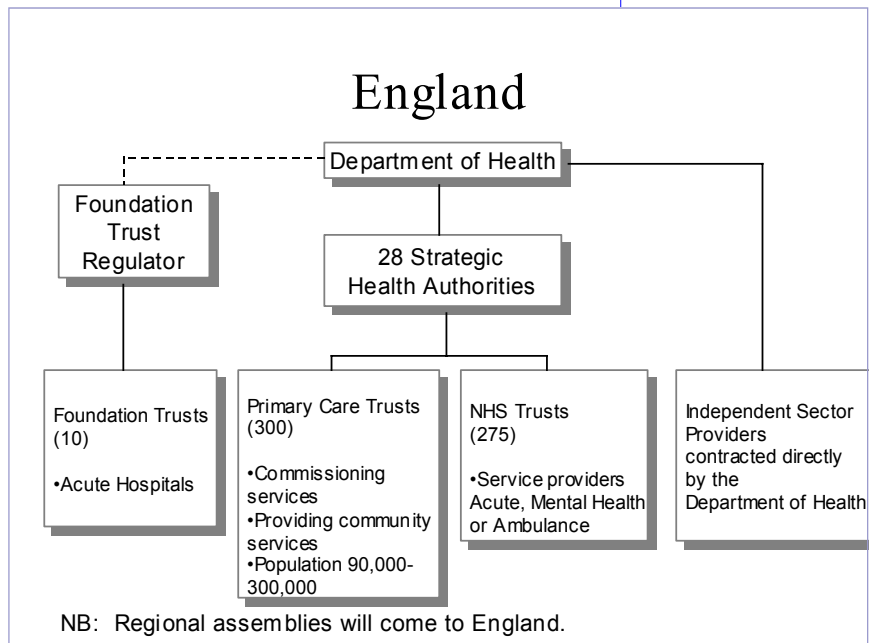 England
Department of Health
Foundation
Trust
Regulator
28 Strategic
Health Authorities
Foundation Trusts
(10)
•Acute Hospitals
Primary Care Trusts
(300)
•Commissioning
services
•Providing community
services
•Population 90,000-
300,000
NHS Trusts
(275)
•Service providers
Acute, Mental Health
or Ambulance
Independent Sector
Providers
contracted directly
by the
Department of Health
NB: Regional assemblies will come to England.